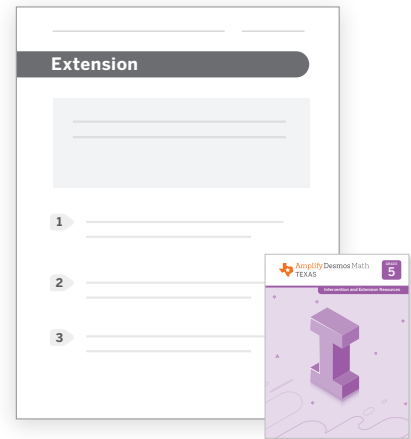 Extension
1
2
3
Amplify Desmos Math
TEXAS
GRADE
5
Intervention and Extension Resources